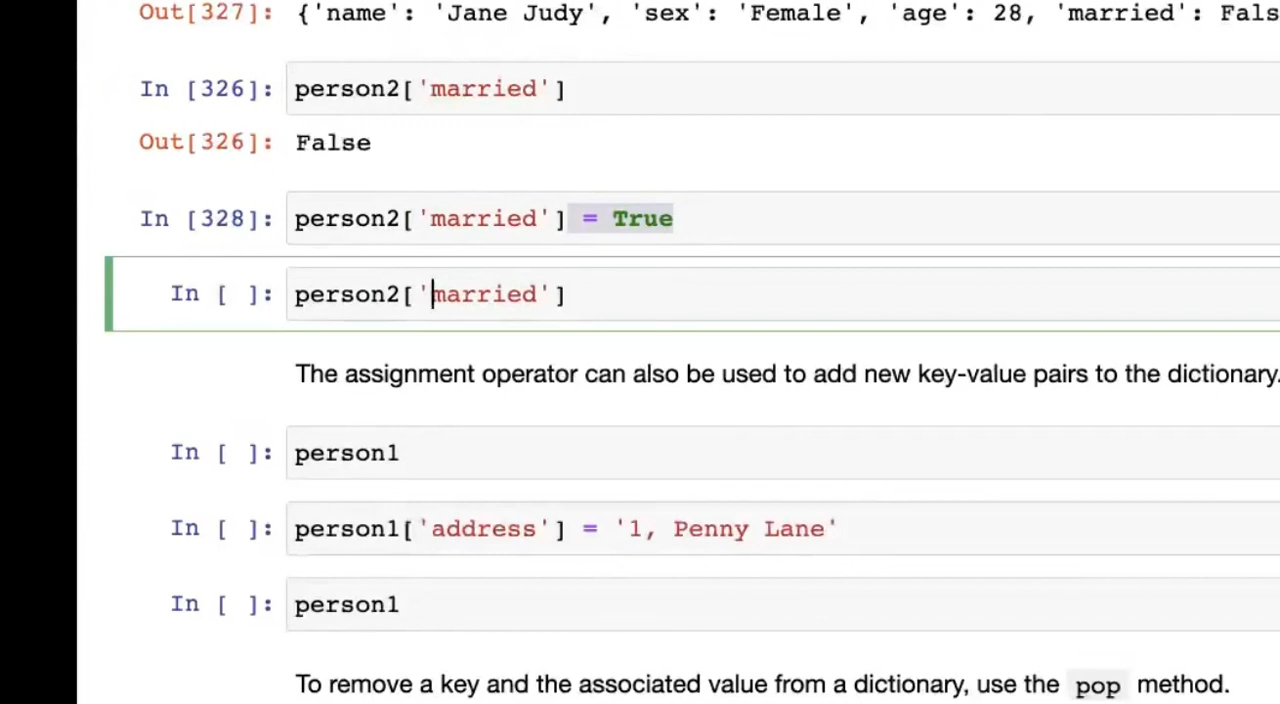 Out[327]: {'name': 'Jane Judy', 'sex': 'Female', 'age': 28, 'married': Fals
In [326]: person2['married']
Out[326]: False
In [328]: person2['married'] = True
In [ ]: person2['married']
The assignment operator can also be used to add new key-value pairs to the dictionary.
In [ ]: person1
In [ ]: person1['address'] = '1, Penny Lane'
In [ ]: person1
To remove a key and the associated value from a dictionary, use the pop method.